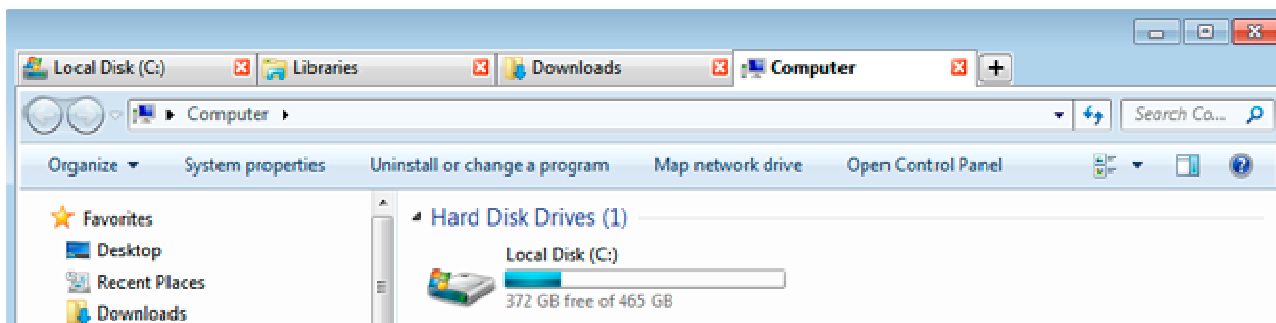 Local Disk (C:) Libraries Downloads Computer +
Computer Search Co...
Organize System properties Uninstall or change a program Map network drive Open Control Panel
Favorites
Desktop
Recent Places
Downloads
Hard Disk Drives (1)
Local Disk (C:)
372 GB free of 465 GB